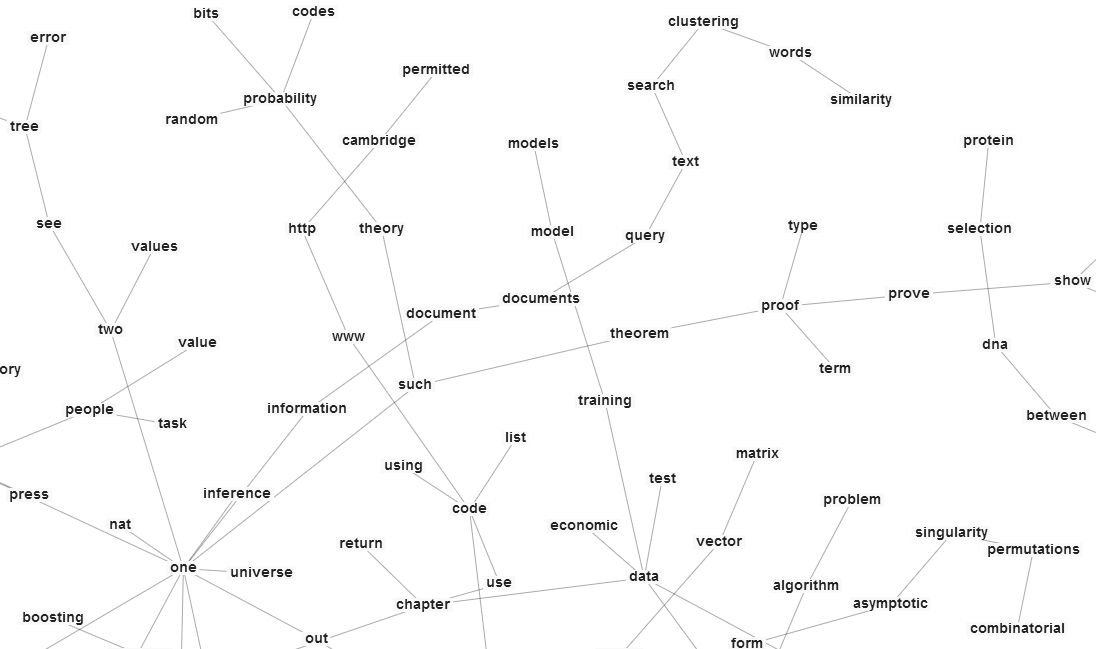 bits
codes
clustering
error
words
permitted
search
probability
similarity
random
tree
cambridge
models
protein
text
see
http
theory
model
query
type
selection
values
show
prove
documents
proof
document
two
www
theorem
value
dna
ory
term
such
training
people
information
between
task
list
matrix
using
test
press
inference
problem
code
nat
economic
singularity
return
vector
permutations
one
universe
data
use
algorithm
chapter
asymptotic
boosting
combinatorial
out
form